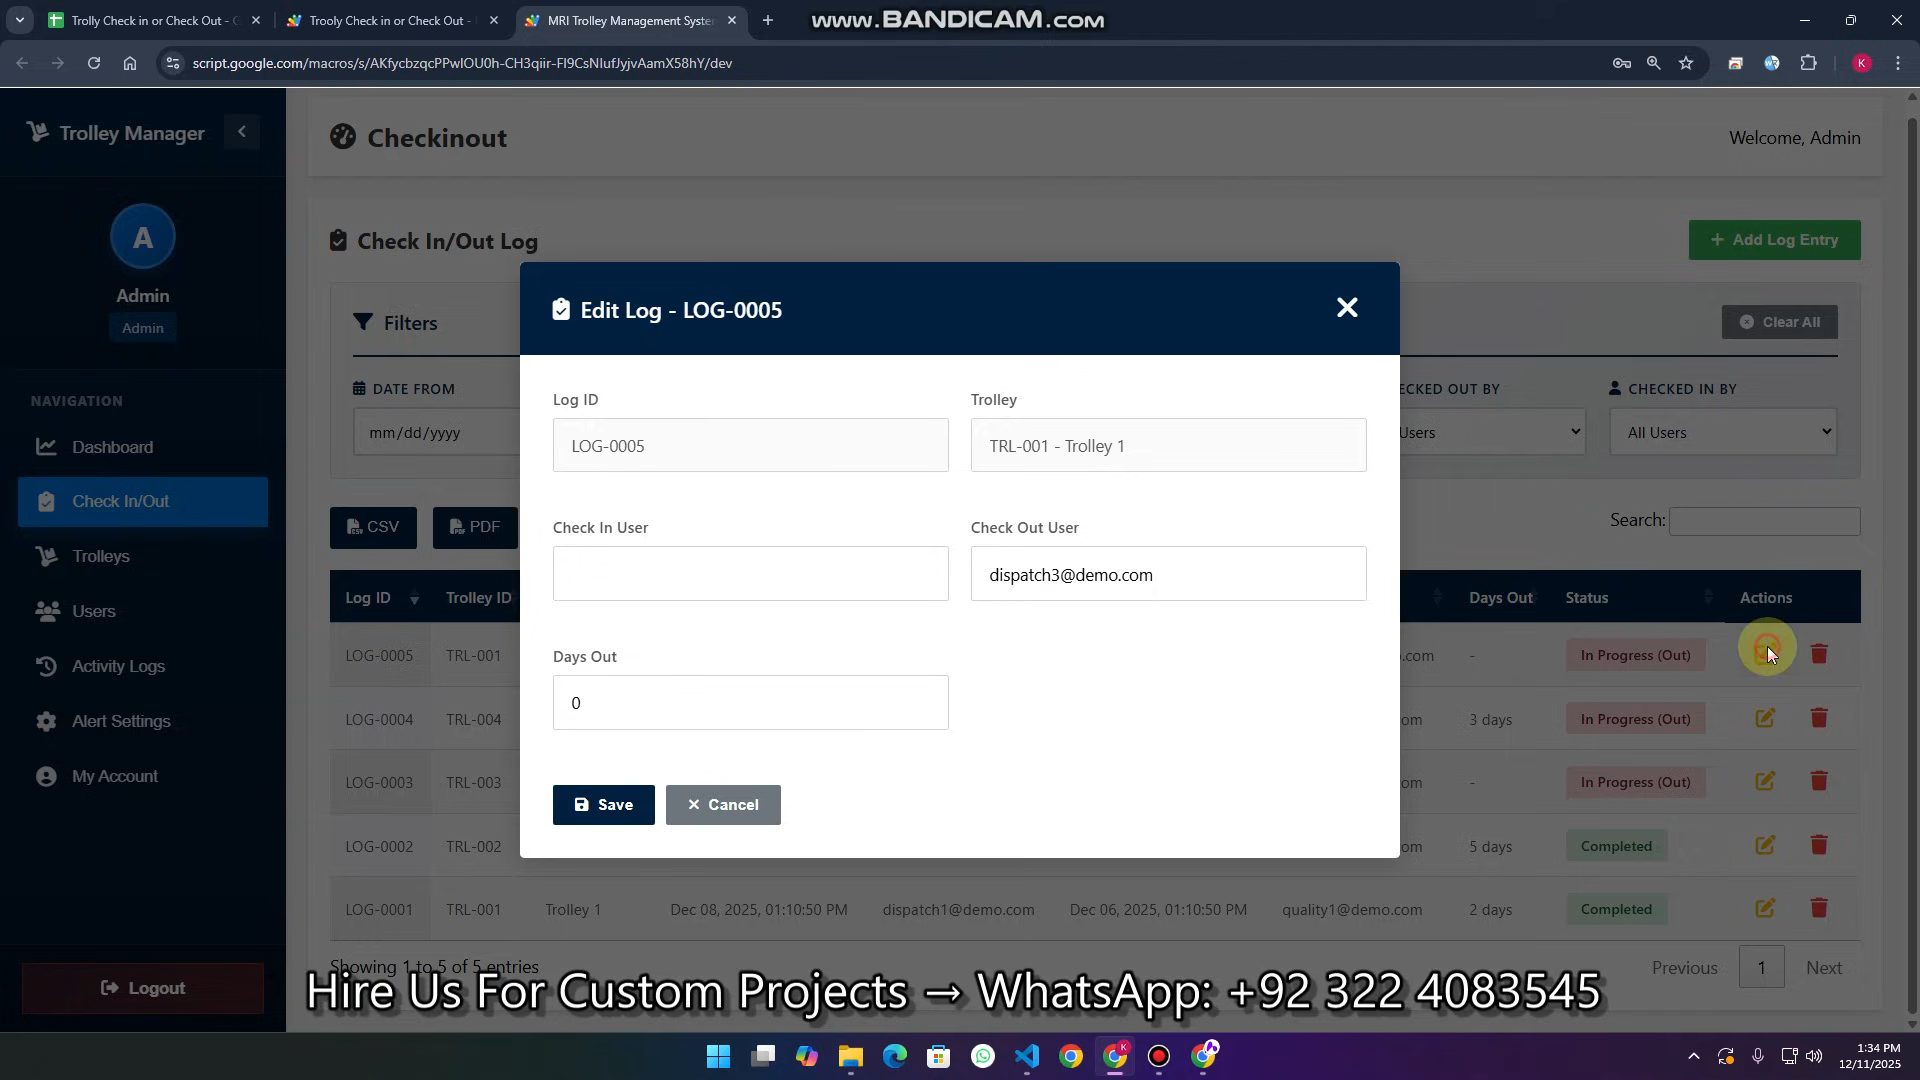 Trolly Check in or Check Out - G
Trooly Check in or Check Out -
MRI Trolley Management Syste
www.BANDICAM.com
script.google.com/macros/s/AKfycbzqcPPwIOU0h-CH3qiir-FI9CsNIufJyjvAamX58hY/dev
K
Trolley Manager
Checkinout
Welcome, Admin
A
Admin
Admin
NAVIGATION
Dashboard
Check In/Out
Trolleys
Users
Activity Logs
Alert Settings
My Account
Logout
Check In/Out Log
+ Add Log Entry
Filters
Clear All
DATE FROM
CKED OUT BY
CHECKED IN BY
mm/dd/yyyy
Users
All Users
CSV
PDF
Search:
Edit Log - LOG-0005
Log ID
Trolley
LOG-0005
TRL-001 - Trolley 1
Check In User
Check Out User
dispatch3@demo.com
Days Out
0
Save
Cancel
Log ID Trolley ID Days Out Status Actions
LOG-0005 TRL-001 .com - In Progress (Out)
LOG-0004 TRL-004 om 3 days In Progress (Out)
LOG-0003 TRL-003 om - In Progress (Out)
LOG-0002 TRL-002 om 5 days Completed
LOG-0001 TRL-001 Trolley 1 Dec 08, 2025, 01:10:50 PM dispatch1@demo.com Dec 06, 2025, 01:10:50 PM quality1@demo.com 2 days Completed
Showing 1 to 5 of 5 entries
Previous 1 Next
Hire Us For Custom Projects → WhatsApp: +92 322 4083545
1:34 PM
12/11/2025